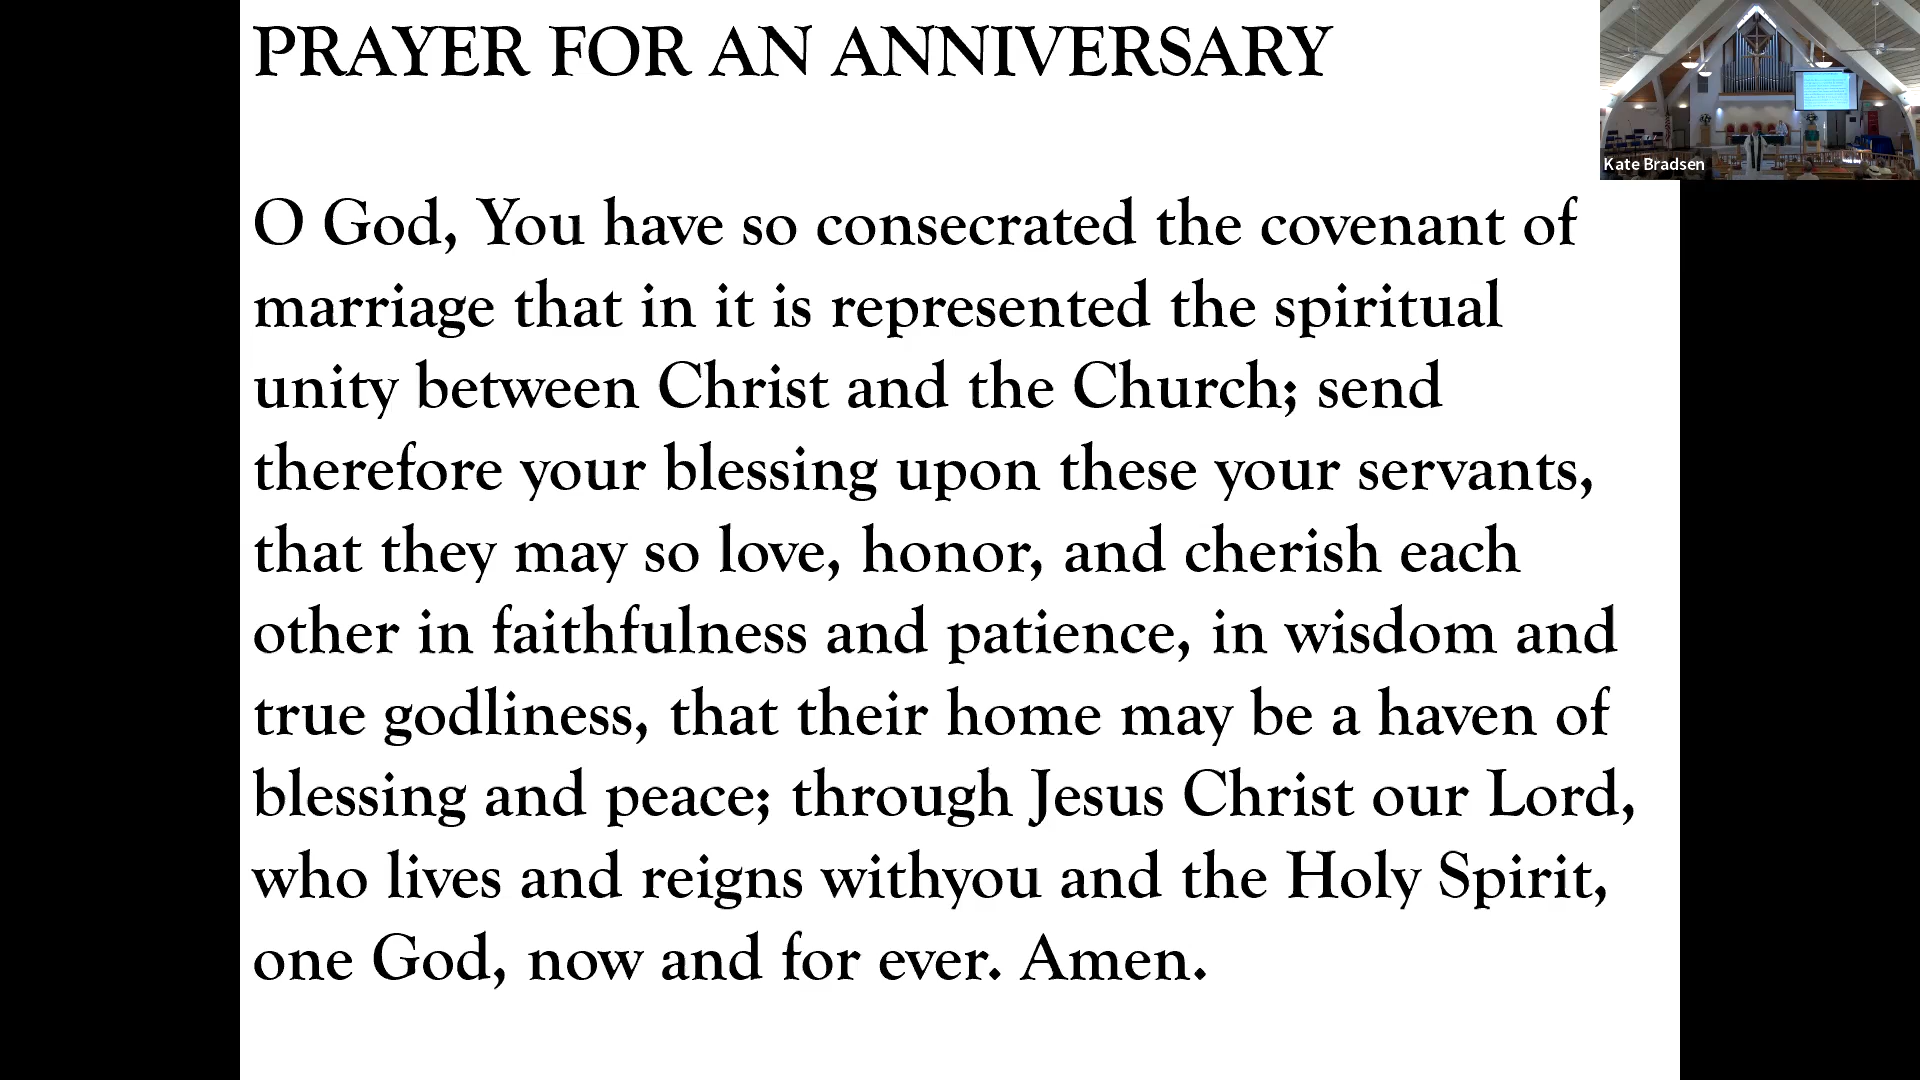 PRAYER FOR AN ANNIVERSARY
O God, You have so consecrated the covenant of
marriage that in it is represented the spiritual
unity between Christ and the Church; send
therefore your blessing upon these your servants,
that they may so love, honor, and cherish each
other in faithfulness and patience, in wisdom and
true godliness, that their home may be a haven of
blessing and peace; through Jesus Christ our Lord,
who lives and reigns withyou and the Holy Spirit,
one God, now and for ever. Amen.
Kate Bradsen